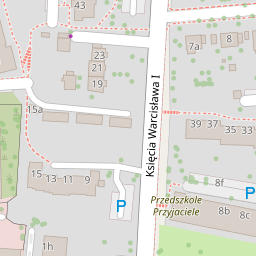 8
7a
23
21
19
15a
39 37
35 33
Księcia Warcisława I
15 13 11 9
8f
P
P
Przedszkole
Przyjaciele
8b
8c
1h